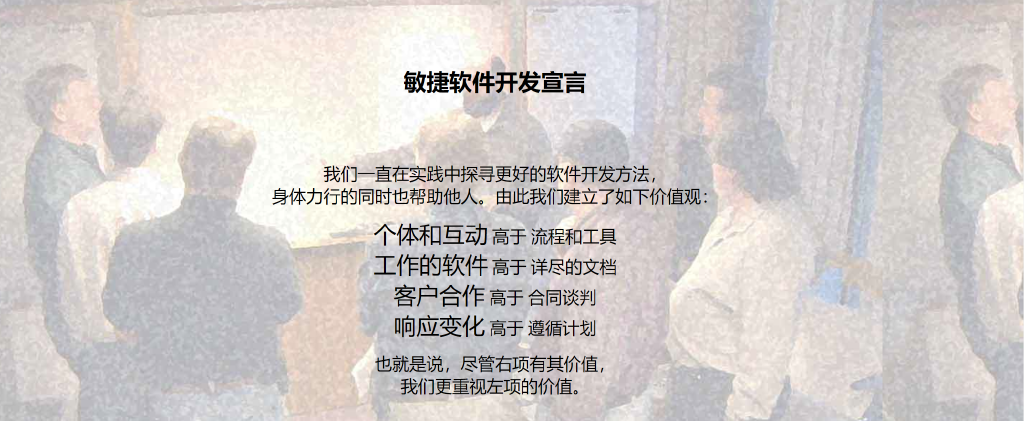 敏捷软件开发宣言
我们一直在实践中探寻更好的软件开发方法，
身体力行的同时也帮助他人。由此我们建立了如下价值观：
个体和互动 高于 流程和工具
工作的软件 高于 详尽的文档
客户合作 高于 合同谈判
响应变化 高于 遵循计划
也就是说，尽管右项有其价值，
我们更重视左项的价值。